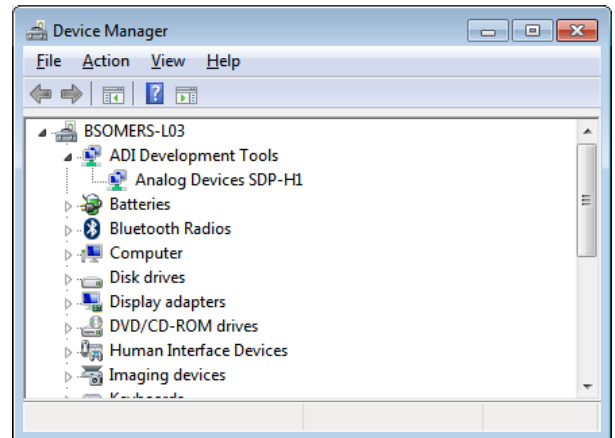 Device Manager
File Action View Help
BSOMERS-L03
ADI Development Tools
Analog Devices SDP-H1
Batteries
Bluetooth Radios
Computer
Disk drives
Display adapters
DVD/CD-ROM drives
Human Interface Devices
Imaging devices